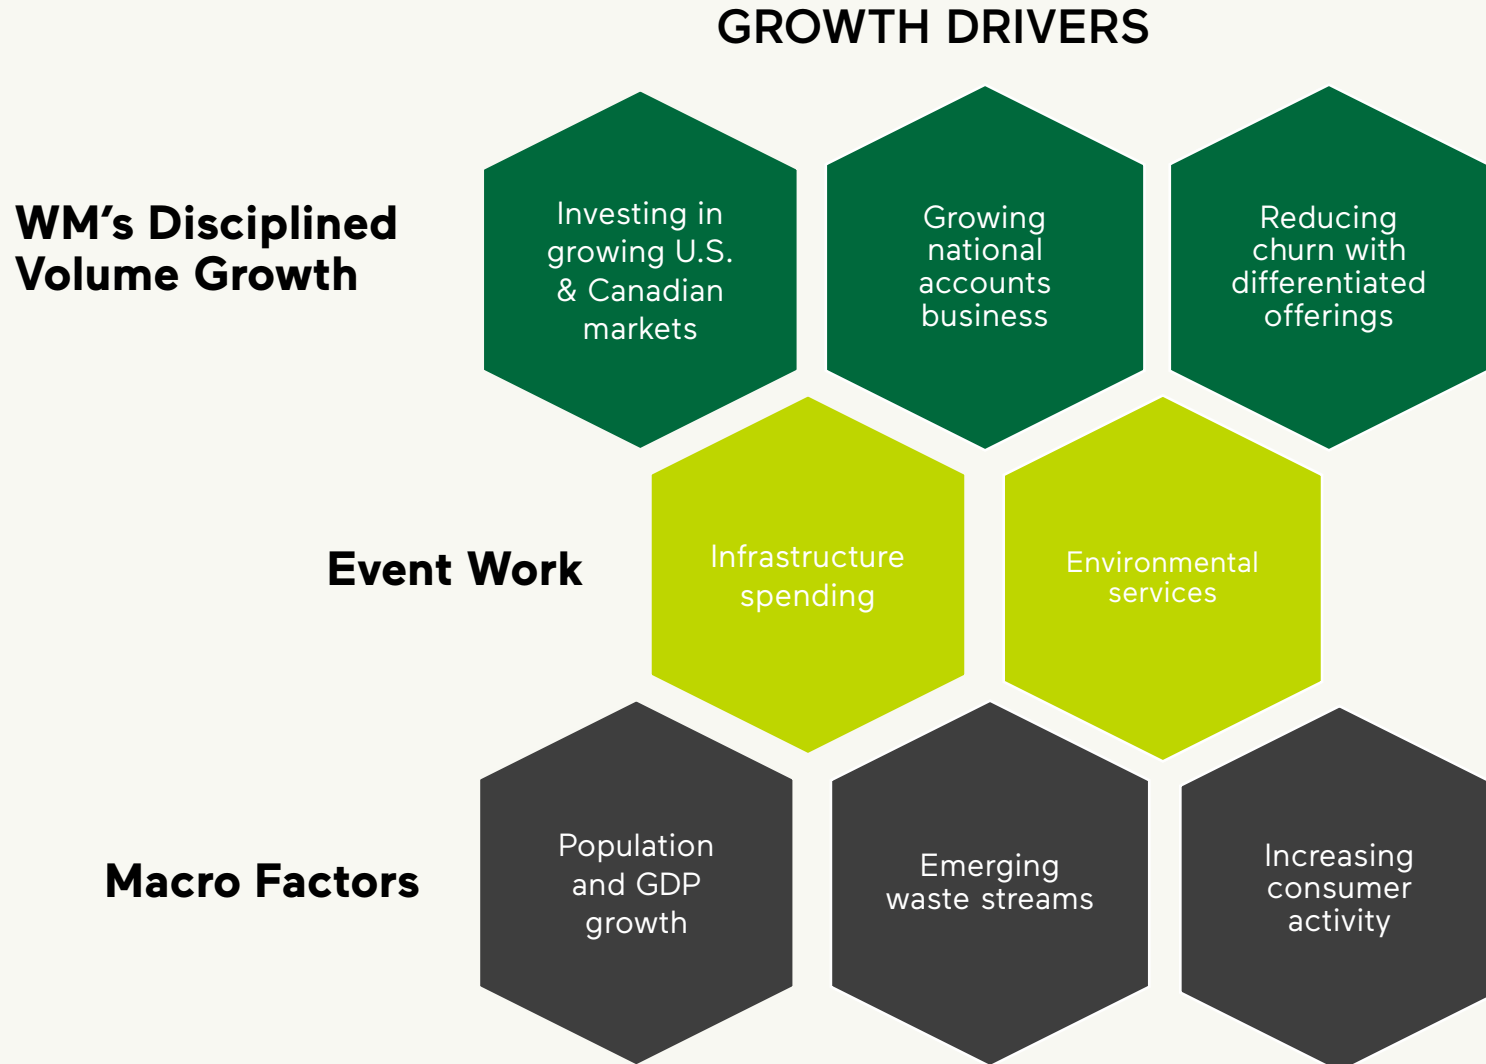 GROWTH DRIVERS
WM’s Disciplined
Volume Growth
Investing in
growing U.S.
& Canadian
markets
Growing
national
accounts
business
Reducing
churn with
differentiated
offerings
Event Work
Infrastructure
spending
Environmental
services
Macro Factors
Population
and GDP
growth
Emerging
waste streams
Increasing
consumer
activity